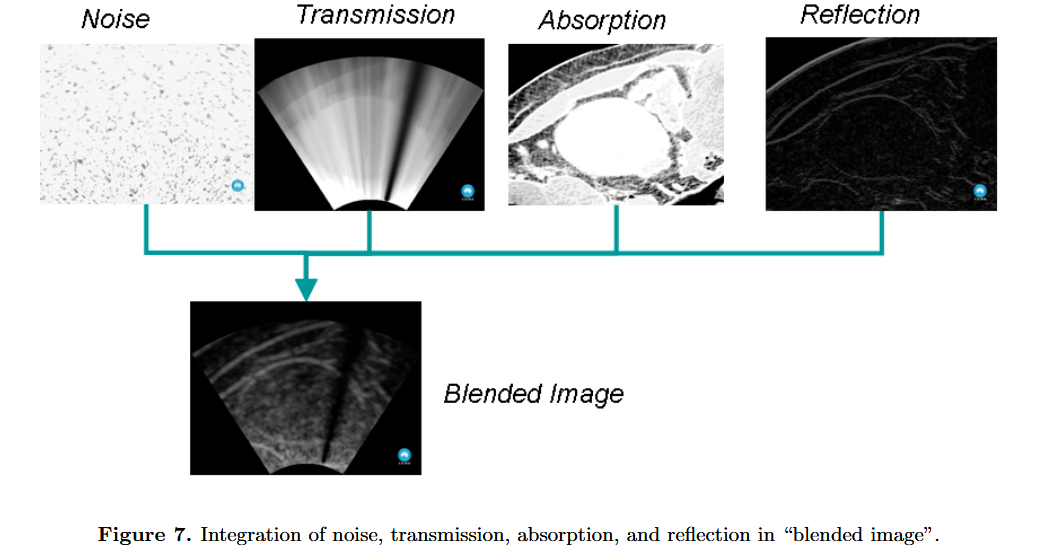 Noise
Transmission
Absorption
Reflection
Blended Image
Figure 7. Integration of noise, transmission, absorption, and reflection in “blended image”.